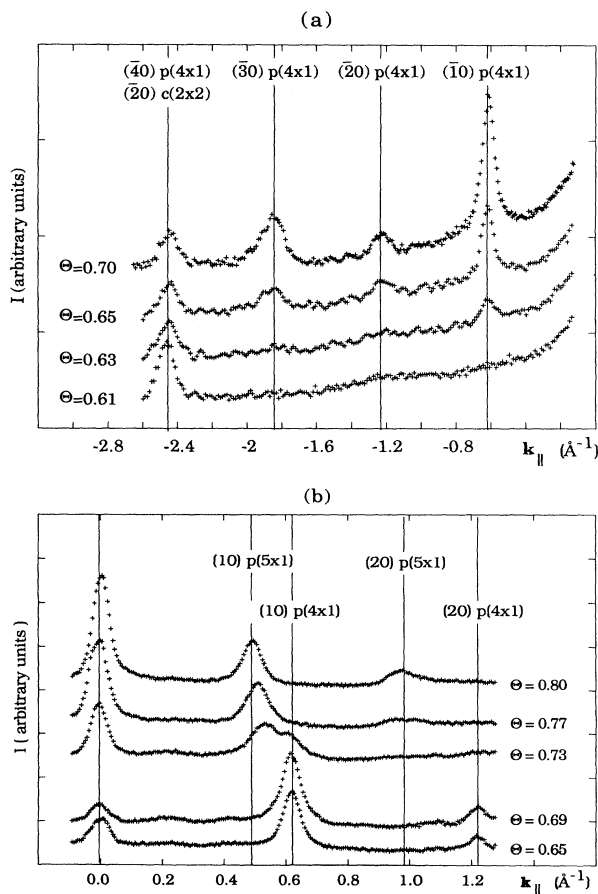 (a)
(4̄0) p(4x1) (3̄0) p(4x1) (2̄0) p(4x1) (1̄0) p(4x1)
(2̄0) c(2x2)
I (arbitrary units)
Θ=0.70
Θ=0.65
Θ=0.63
Θ=0.61
-2.8 -2.4 -2 -1.6 -1.2 -0.8 k∥ (Å⁻¹)
(b)
(10) p(5x1) (20) p(5x1)
(10) p(4x1) (20) p(4x1)
I ( arbitrary units)
Θ = 0.80
Θ = 0.77
Θ = 0.73
Θ = 0.69
Θ = 0.65
0.0 0.2 0.4 0.6 0.8 1.0 1.2 k∥ (Å⁻¹)